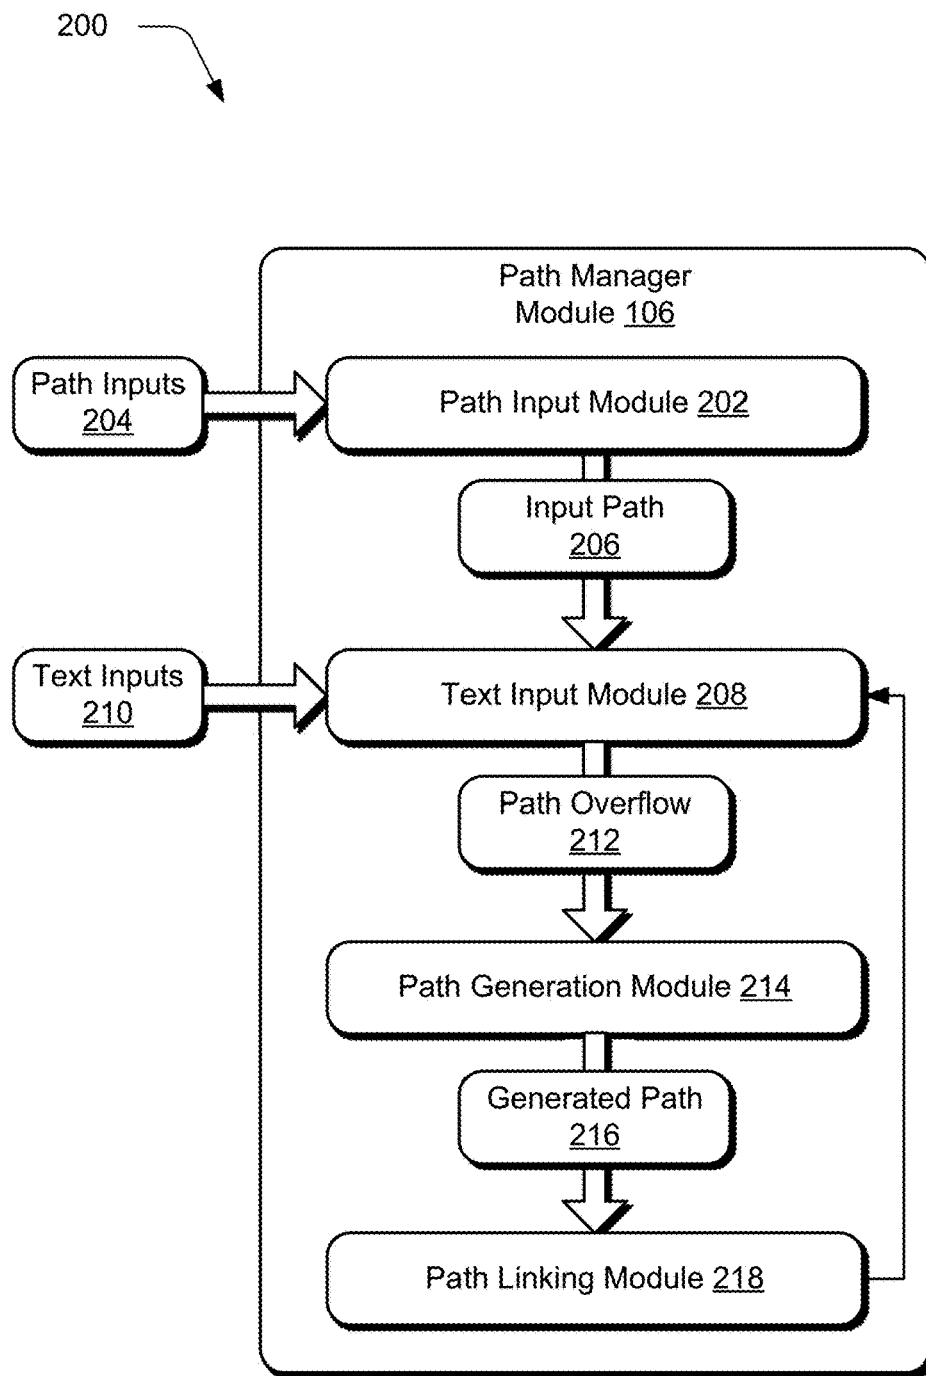 200
Path Manager
Module 106
Path Inputs
204
Path Input Module 202
Input Path
206
Text Inputs
210
Text Input Module 208
Path Overflow
212
Path Generation Module 214
Generated Path
216
Path Linking Module 218